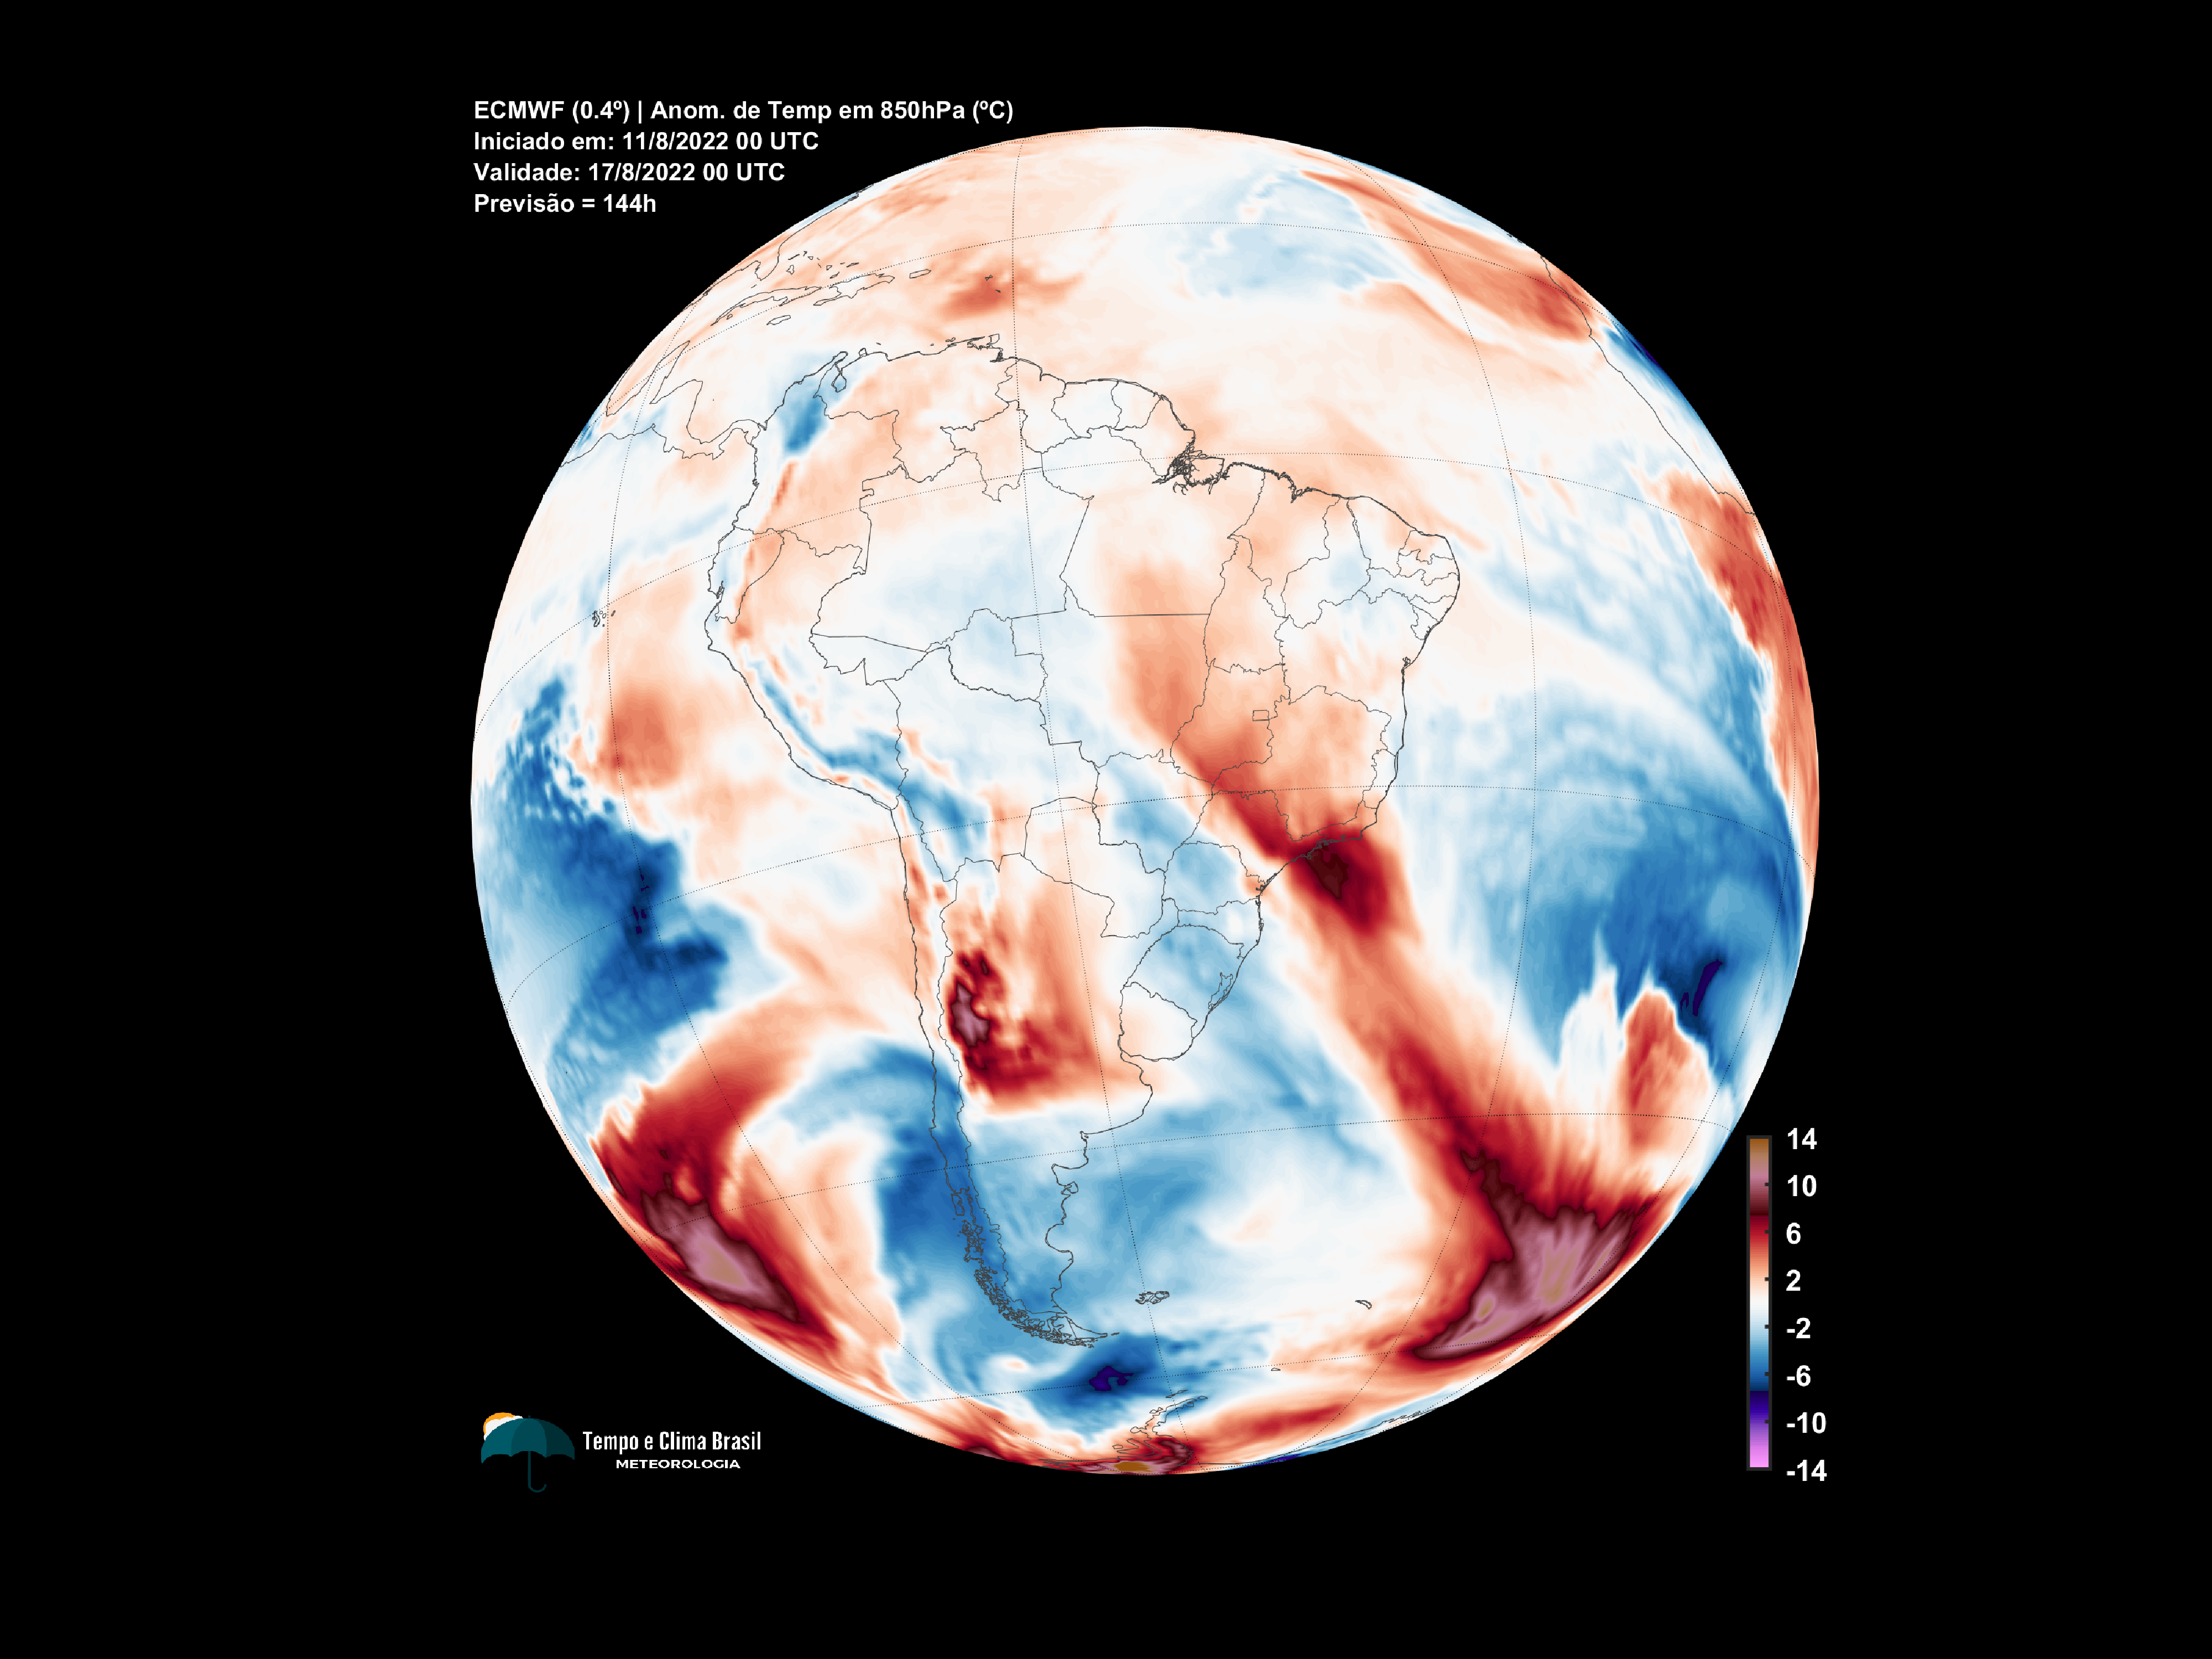 ECMWF (0.4º) | Anom. de Temp em 850hPa (ºC)
Iniciado em: 11/8/2022 00 UTC
Validade: 17/8/2022 00 UTC
Previsão = 144h
14
10
6
2
-2
-6
-10
-14
Tempo e Clima Brasil
METEOROLOGIA